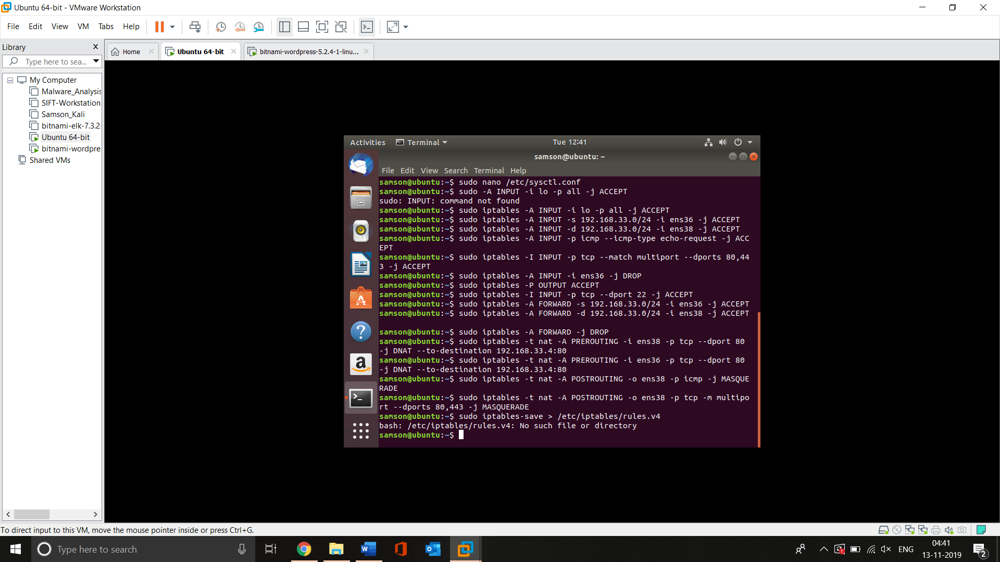 Ubuntu 64-bit - VMware Workstation
File Edit View VM Tabs Help
Library
Type here to sea...
Home
Ubuntu 64-bit
bitnami-wordpress-5.2.4-1-linu...
My Computer
Malware_Analysis
SIFT-Workstation
Samson_Kali
bitnami-elk-7.3.2-
Ubuntu 64-bit
bitnami-wordpre
Shared VMs
Activities Terminal Tue 12:41
samson@ubuntu: ~
File Edit View Search Terminal Help
samson@ubuntu:~$ sudo nano /etc/sysctl.conf
samson@ubuntu:~$ sudo -A INPUT -i lo -p all -j ACCEPT
sudo: INPUT: command not found
samson@ubuntu:~$ sudo iptables -A INPUT -i lo -p all -j ACCEPT
samson@ubuntu:~$ sudo iptables -A INPUT -s 192.168.33.0/24 -i ens36 -j ACCEPT
samson@ubuntu:~$ sudo iptables -A INPUT -d 192.168.33.0/24 -i ens38 -j ACCEPT
samson@ubuntu:~$ sudo iptables -A INPUT -p icmp --icmp-type echo-request -j ACC
EPT
samson@ubuntu:~$ sudo iptables -I INPUT -p tcp --match multiport --dports 80,44
3 -j ACCEPT
samson@ubuntu:~$ sudo iptables -A INPUT -i ens36 -j DROP
samson@ubuntu:~$ sudo iptables -P OUTPUT ACCEPT
samson@ubuntu:~$ sudo iptables -I INPUT -p tcp --dport 22 -j ACCEPT
samson@ubuntu:~$ sudo iptables -A FORWARD -s 192.168.33.0/24 -i ens36 -j ACCEPT
samson@ubuntu:~$ sudo iptables -A FORWARD -d 192.168.33.0/24 -i ens38 -j ACCEPT
samson@ubuntu:~$ sudo iptables -A FORWARD -j DROP
samson@ubuntu:~$ sudo iptables -t nat -A PREROUTING -i ens38 -p tcp --dport 80
-j DNAT --to-destination 192.168.33.4:80
samson@ubuntu:~$ sudo iptables -t nat -A PREROUTING -i ens36 -p tcp --dport 80
-j DNAT --to-destination 192.168.33.4:80
samson@ubuntu:~$ sudo iptables -t nat -A POSTROUTING -o ens38 -p icmp -j MASQUE
RADE
samson@ubuntu:~$ sudo iptables -t nat -A POSTROUTING -o ens38 -p tcp -m multipo
rt --dports 80,443 -j MASQUERADE
samson@ubuntu:~$ sudo iptables-save > /etc/iptables/rules.v4
bash: /etc/iptables/rules.v4: No such file or directory
samson@ubuntu:~$
To direct input to this VM, move the mouse pointer inside or press Ctrl+G.
Type here to search
ENG
04:41
13-11-2019
2